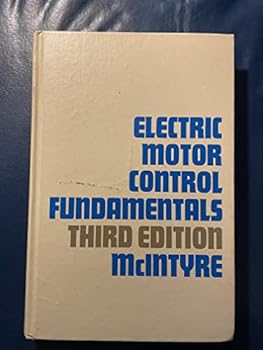 ELECTRIC
MOTOR
CONTROL
FUNDAMENTALS
THIRD EDITION
McINTYRE